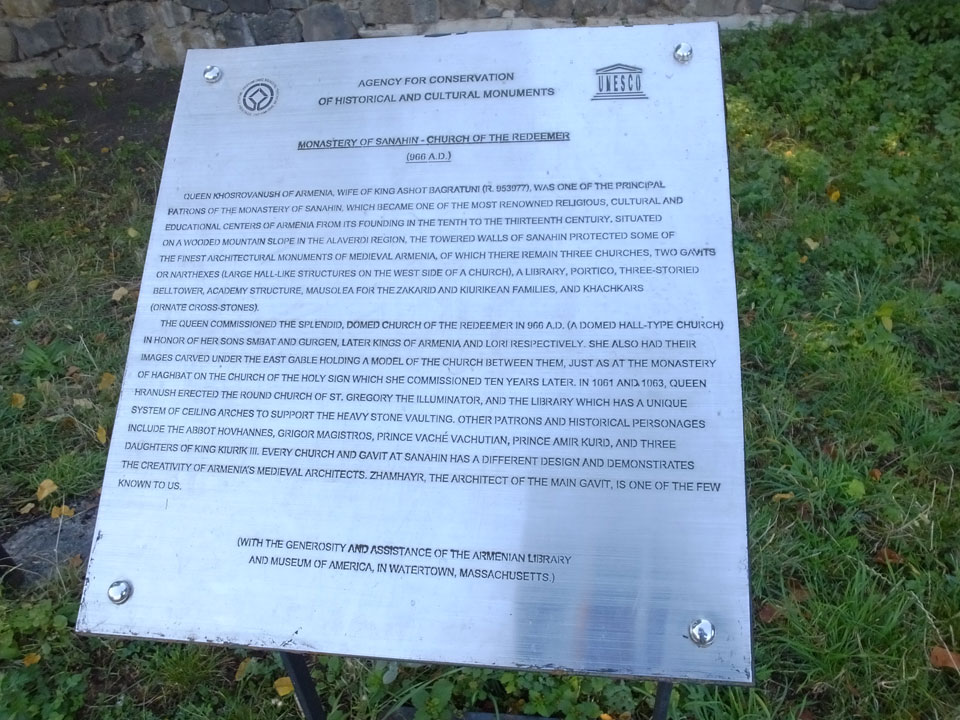 AGENCY FOR CONSERVATION
OF HISTORICAL AND CULTURAL MONUMENTS
UNESCO
MONASTERY OF SANAHIN - CHURCH OF THE REDEEMER
(966 A.D.)
QUEEN KHOSROVANUSH OF ARMENIA, WIFE OF KING ASHOT BAGRATUNI (R. 953977), WAS ONE OF THE PRINCIPAL
PATRONS OF THE MONASTERY OF SANAHIN, WHICH BECAME ONE OF THE MOST RENOWNED RELIGIOUS, CULTURAL AND
EDUCATIONAL CENTERS OF ARMENIA FROM ITS FOUNDING IN THE TENTH TO THE THIRTEENTH CENTURY. SITUATED
ON A WOODED MOUNTAIN SLOPE IN THE ALAVERDI REGION, THE TOWERED WALLS OF SANAHIN PROTECTED SOME OF
THE FINEST ARCHITECTURAL MONUMENTS OF MEDIEVAL ARMENIA, OF WHICH THERE REMAIN THREE CHURCHES, TWO GAVITS
OR NARTHEXES (LARGE HALL-LIKE STRUCTURES ON THE WEST SIDE OF A CHURCH), A LIBRARY, PORTICO, THREE-STORIED
BELLTOWER, ACADEMY STRUCTURE, MAUSOLEA FOR THE ZAKARID AND KIURIKEAN FAMILIES, AND KHACHKARS
(ORNATE CROSS-STONES).
THE QUEEN COMMISSIONED THE SPLENDID, DOMED CHURCH OF THE REDEEMER IN 966 A.D. (A DOMED HALL-TYPE CHURCH)
IN HONOR OF HER SONS SMBAT AND GURGEN, LATER KINGS OF ARMENIA AND LORI RESPECTIVELY. SHE ALSO HAD THEIR
IMAGES CARVED UNDER THE EAST GABLE HOLDING A MODEL OF THE CHURCH BETWEEN THEM, JUST AS AT THE MONASTERY
OF HAGHBAT ON THE CHURCH OF THE HOLY SIGN WHICH SHE COMMISSIONED TEN YEARS LATER. IN 1061 AND 1063, QUEEN
HRANUSH ERECTED THE ROUND CHURCH OF ST. GREGORY THE ILLUMINATOR, AND THE LIBRARY WHICH HAS A UNIQUE
SYSTEM OF CEILING ARCHES TO SUPPORT THE HEAVY STONE VAULTING. OTHER PATRONS AND HISTORICAL PERSONAGES
INCLUDE THE ABBOT HOVHANNES, GRIGOR MAGISTROS, PRINCE VACHÉ VACHUTIAN, PRINCE AMIR KURD, AND THREE
DAUGHTERS OF KING KIURIK III. EVERY CHURCH AND GAVIT AT SANAHIN HAS A DIFFERENT DESIGN AND DEMONSTRATES
THE CREATIVITY OF ARMENIA'S MEDIEVAL ARCHITECTS. ZHAMHAYR, THE ARCHITECT OF THE MAIN GAVIT, IS ONE OF THE FEW
KNOWN TO US.
(WITH THE GENEROSITY AND ASSISTANCE OF THE ARMENIAN LIBRARY
AND MUSEUM OF AMERICA, IN WATERTOWN, MASSACHUSETTS.)